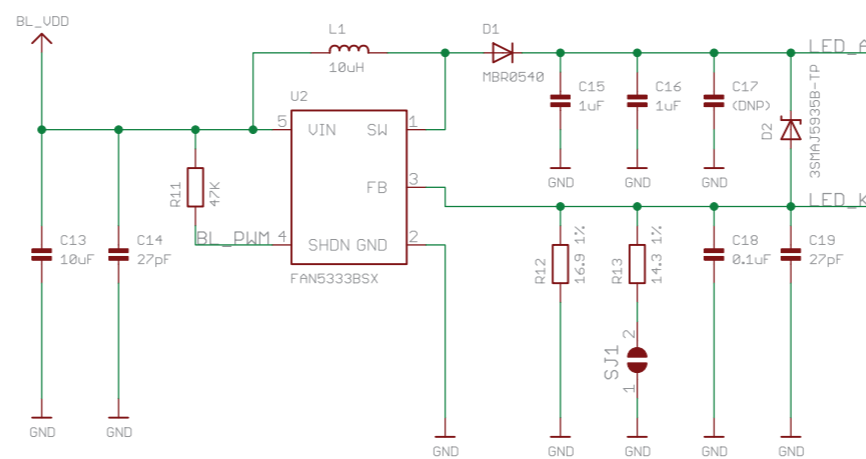 BL_VDD
L1
10uH
D1
MBR0540
LED_A
C15
1uF
C16
1uF
C17
(DNP)
D2
3SMAJ5935B-TP
U2
5
VIN
SW
1
FB
3
4
SHDN
GND
2
FAN5333BSX
R11
47K
BL_PWM
LED_K
C13
10uF
C14
27pF
R12
16.9 1%
R13
14.3 1%
C18
0.1uF
C19
27pF
SJ1
2
1
GND
GND
GND
GND
GND
GND
GND
GND
GND
GND